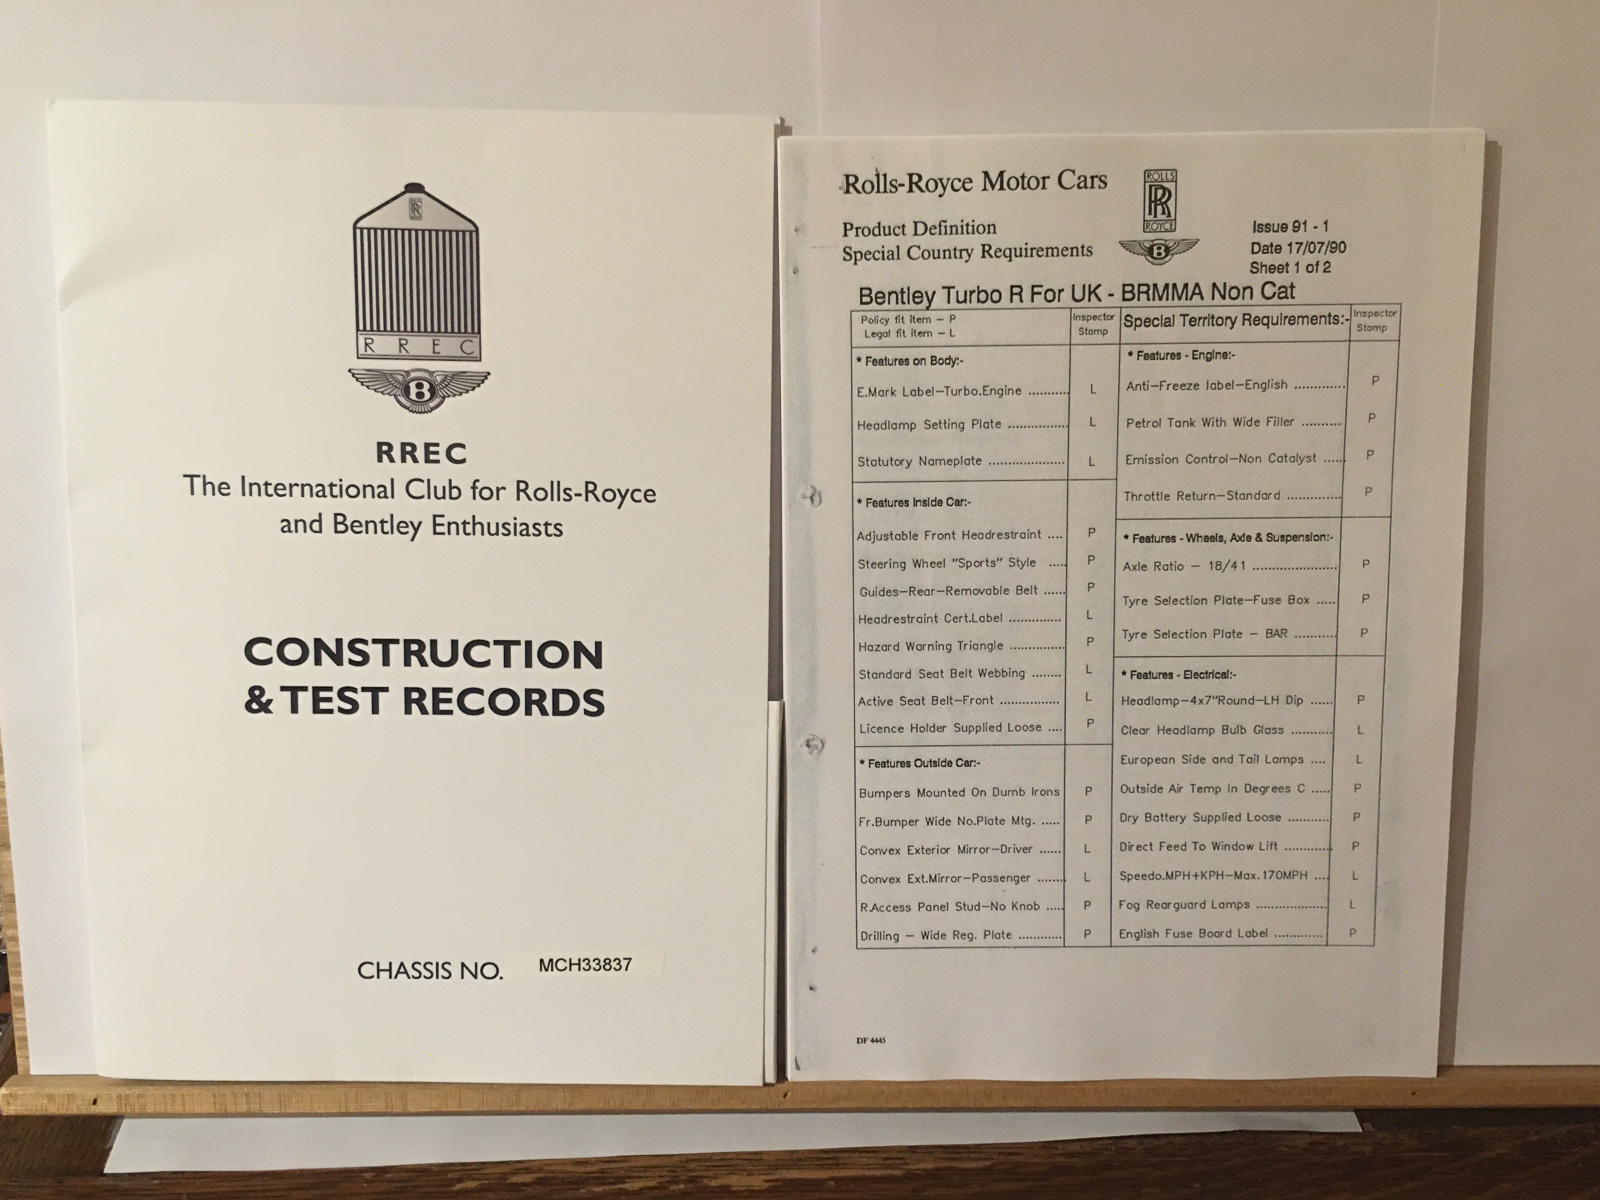 RR
R R E C
B
RREC
The International Club for Rolls-Royce
and Bentley Enthusiasts
CONSTRUCTION
& TEST RECORDS
CHASSIS NO. MCH33837
Rolls-Royce Motor Cars
ROLLS
RR
ROYCE
B
Product Definition
Special Country Requirements
Issue 91 - 1
Date 17/07/90
Sheet 1 of 2
Bentley Turbo R For UK - BRMMA Non Cat
Policy fit item – P
Legal fit item – L
Inspector
Stamp
* Features on Body:-
E.Mark Label–Turbo.Engine .......... L
Headlamp Setting Plate ............... L
Statutory Nameplate ................... L
* Features Inside Car:-
Adjustable Front Headrestraint .... P
Steering Wheel "Sports" Style ..... P
Guides–Rear–Removable Belt ...... P
Headrestraint Cert.Label ............. L
Hazard Warning Triangle .............. P
Standard Seat Belt Webbing ........ L
Active Seat Belt–Front ............... L
Licence Holder Supplied Loose .... P
* Features Outside Car:-
Bumpers Mounted On Dumb Irons P
Fr.Bumper Wide No.Plate Mtg. ..... P
Convex Exterior Mirror–Driver ...... L
Convex Ext.Mirror–Passenger ....... L
R.Access Panel Stud–No Knob ..... P
Drilling – Wide Reg. Plate ........... P
Special Territory Requirements:-
Inspector
Stamp
* Features - Engine:-
Anti–Freeze label–English ............. P
Petrol Tank With Wide Filler .......... P
Emission Control–Non Catalyst ..... P
Throttle Return–Standard ............. P
* Features - Wheels, Axle & Suspension:-
Axle Ratio – 18/41 ..................... P
Tyre Selection Plate–Fuse Box ..... P
Tyre Selection Plate – BAR .......... P
* Features - Electrical:-
Headlamp–4x7"Round–LH Dip ...... P
Clear Headlamp Bulb Glass .......... L
European Side and Tail Lamps .... L
Outside Air Temp In Degrees C ..... P
Dry Battery Supplied Loose .......... P
Direct Feed To Window Lift ........... P
Speedo.MPH+KPH–Max.170MPH .... L
Fog Rearguard Lamps .................. L
English Fuse Board Label ............ P
DF 4445